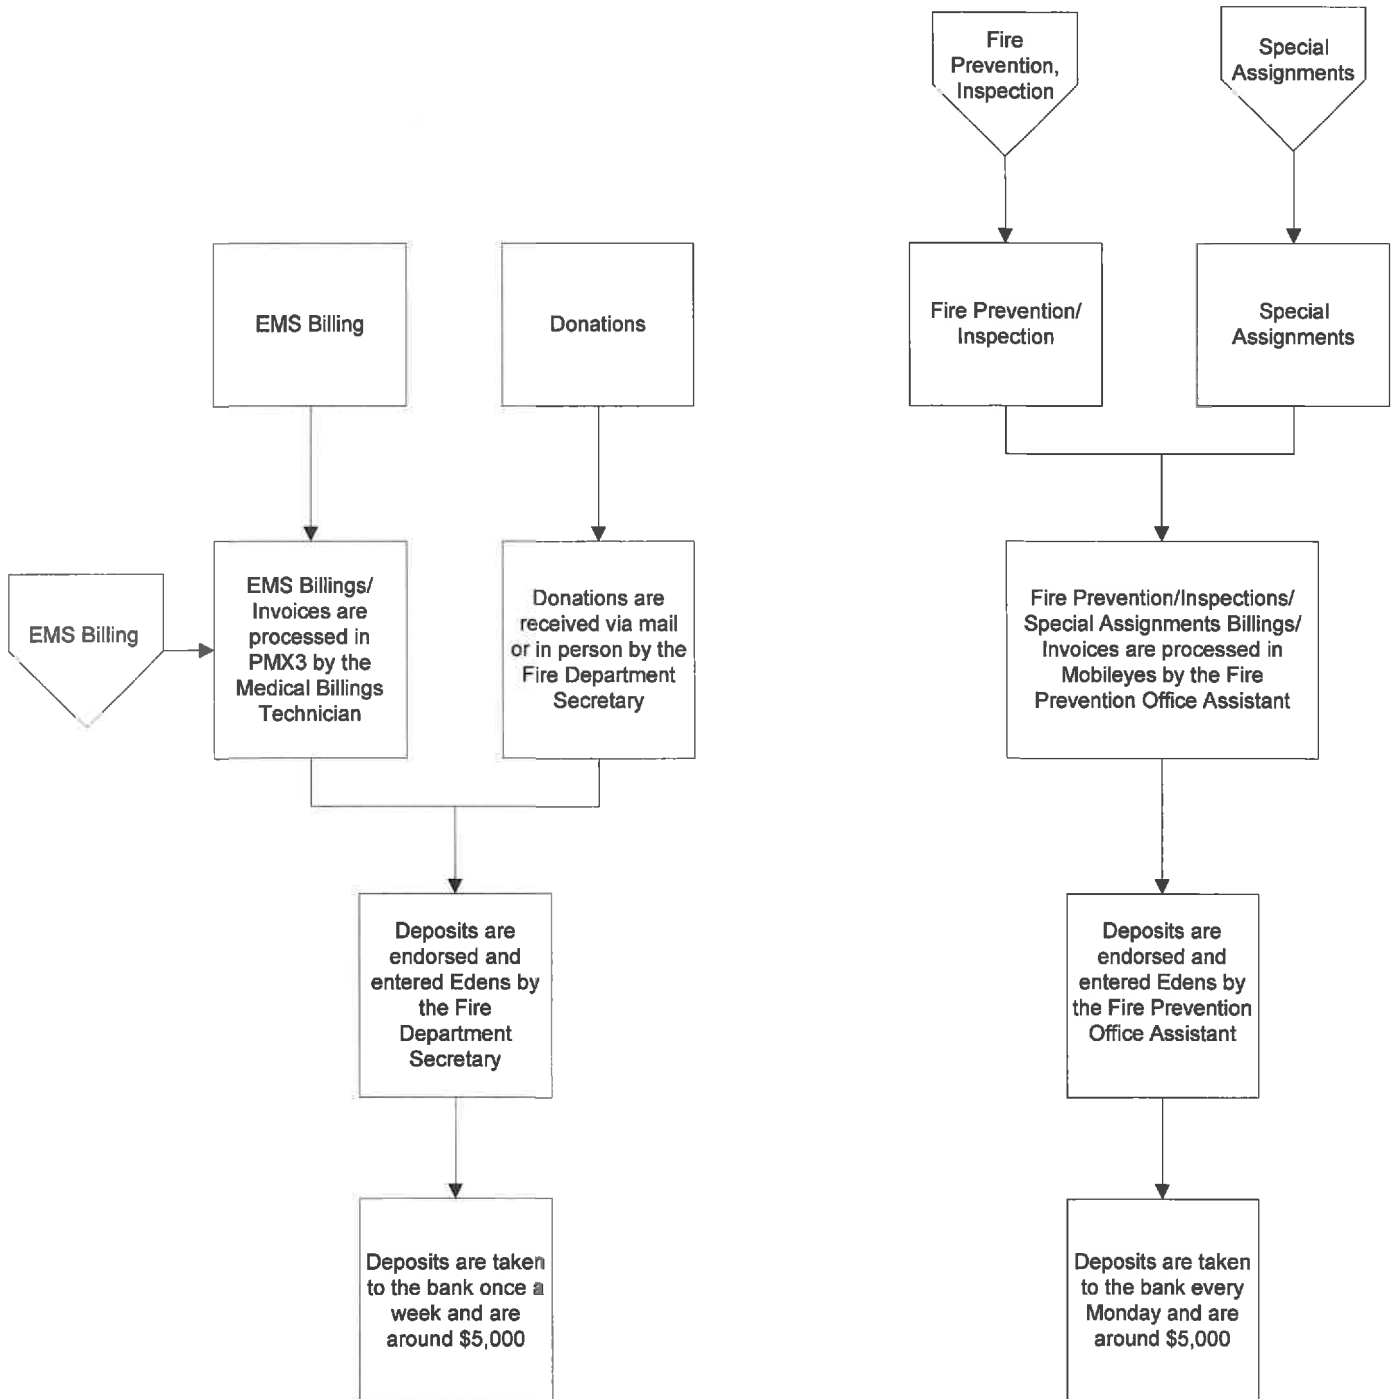 Fire
Prevention,
Inspection
Special
Assignments
EMS Billing
Donations
Fire Prevention/
Inspection
Special
Assignments
EMS Billing
EMS Billings/
Invoices are
processed in
PMX3 by the
Medical Billings
Technician
Donations are
received via mail
or in person by the
Fire Department
Secretary
Fire Prevention/Inspections/
Special Assignments Billings/
Invoices are processed in
Mobileyes by the Fire
Prevention Office Assistant
Deposits are
endorsed and
entered Edens by
the Fire
Department
Secretary
Deposits are
endorsed and
entered Edens by
the Fire Prevention
Office Assistant
Deposits are taken
to the bank once a
week and are
around $5,000
Deposits are taken
to the bank every
Monday and are
around $5,000